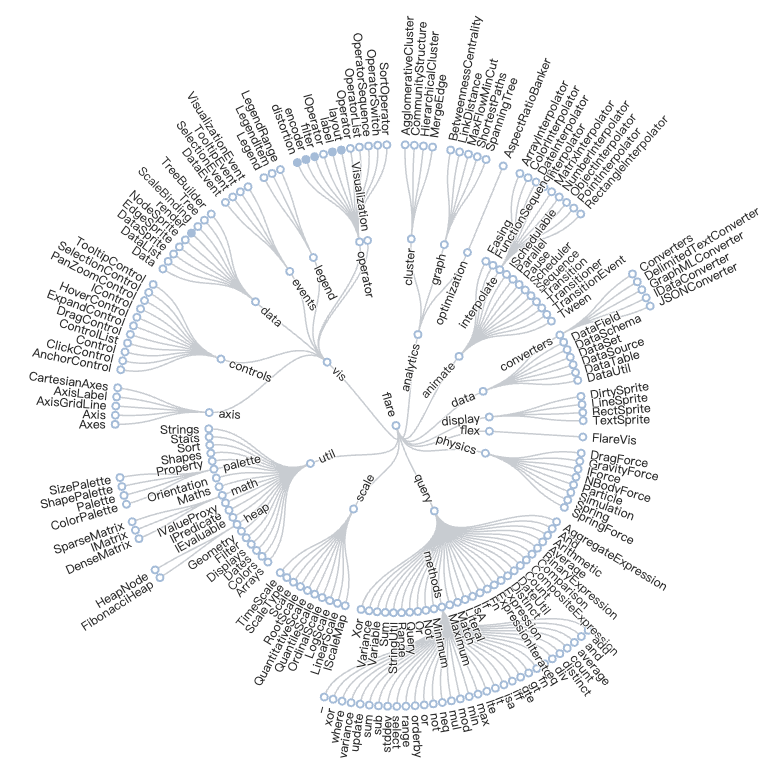 flare
analytics
cluster
AgglomerativeCluster
CommunityStructure
HierarchicalCluster
MergeEdge
graph
BetweennessCentrality
LinkDistance
MaxFlowMinCut
ShortestPaths
SpanningTree
optimization
AspectRatioBanker
animate
Easing
FunctionSequence
interpolate
ArrayInterpolator
ColorInterpolator
DateInterpolator
Interpolator
MatrixInterpolator
NumberInterpolator
ObjectInterpolator
PointInterpolator
RectangleInterpolator
ISchedulable
Parallel
Pause
Scheduler
Sequence
Transition
Transitioner
TransitionEvent
Tween
data
converters
Converters
DelimitedTextConverter
GraphMLConverter
IDataConverter
JSONConverter
DataField
DataSchema
DataSet
DataSource
DataTable
DataUtil
display
DirtySprite
LineSprite
RectSprite
TextSprite
flex
FlareVis
physics
DragForce
GravityForce
IForce
NBodyForce
Particle
Simulation
Spring
SpringForce
query
AggregateExpression
And
Arithmetic
Average
BinaryExpression
Comparison
CompositeExpression
Count
DateUtil
Distinct
Expression
ExpressionIterator
If
IsA
Literal
Match
Maximum
methods
add
and
average
count
distinct
div
eq
fn
gt
iff
isa
lt
lte
max
min
mod
mul
neq
not
or
orderby
range
select
stddev
sub
sum
update
variance
where
xor
_
Minimum
Not
Or
Query
Range
StringUtil
Sum
Variable
Variance
Xor
scale
IScaleMap
LinearScale
LogScale
OrdinalScale
QuantileScale
QuantitativeScale
RootScale
Scale
ScaleType
TimeScale
util
Arrays
Colors
Dates
Displays
Filter
Geometry
heap
FibonacciHeap
HeapNode
IEvaluable
IPredicate
IValueProxy
math
DenseMatrix
IMatrix
SparseMatrix
Maths
Orientation
palette
ColorPalette
Palette
ShapePalette
SizePalette
Property
Shapes
Sort
Stats
Strings
vis
axis
Axes
Axis
AxisGridLine
AxisLabel
CartesianAxes
controls
AnchorControl
ClickControl
Control
ControlList
DragControl
ExpandControl
HoverControl
IControl
PanZoomControl
SelectionControl
TooltipControl
data
Data
DataList
DataSprite
EdgeSprite
NodeSprite
rendering
ScaleBinding
Tree
TreeBuilder
events
DataEvent
SelectionEvent
TooltipEvent
VisualizationEvent
legend
Legend
LegendItem
LegendRange
operator
distortion
encoder
filter
IOperator
label
layout
Operator
OperatorList
OperatorSequence
OperatorSwitch
SortOperator
Visualization